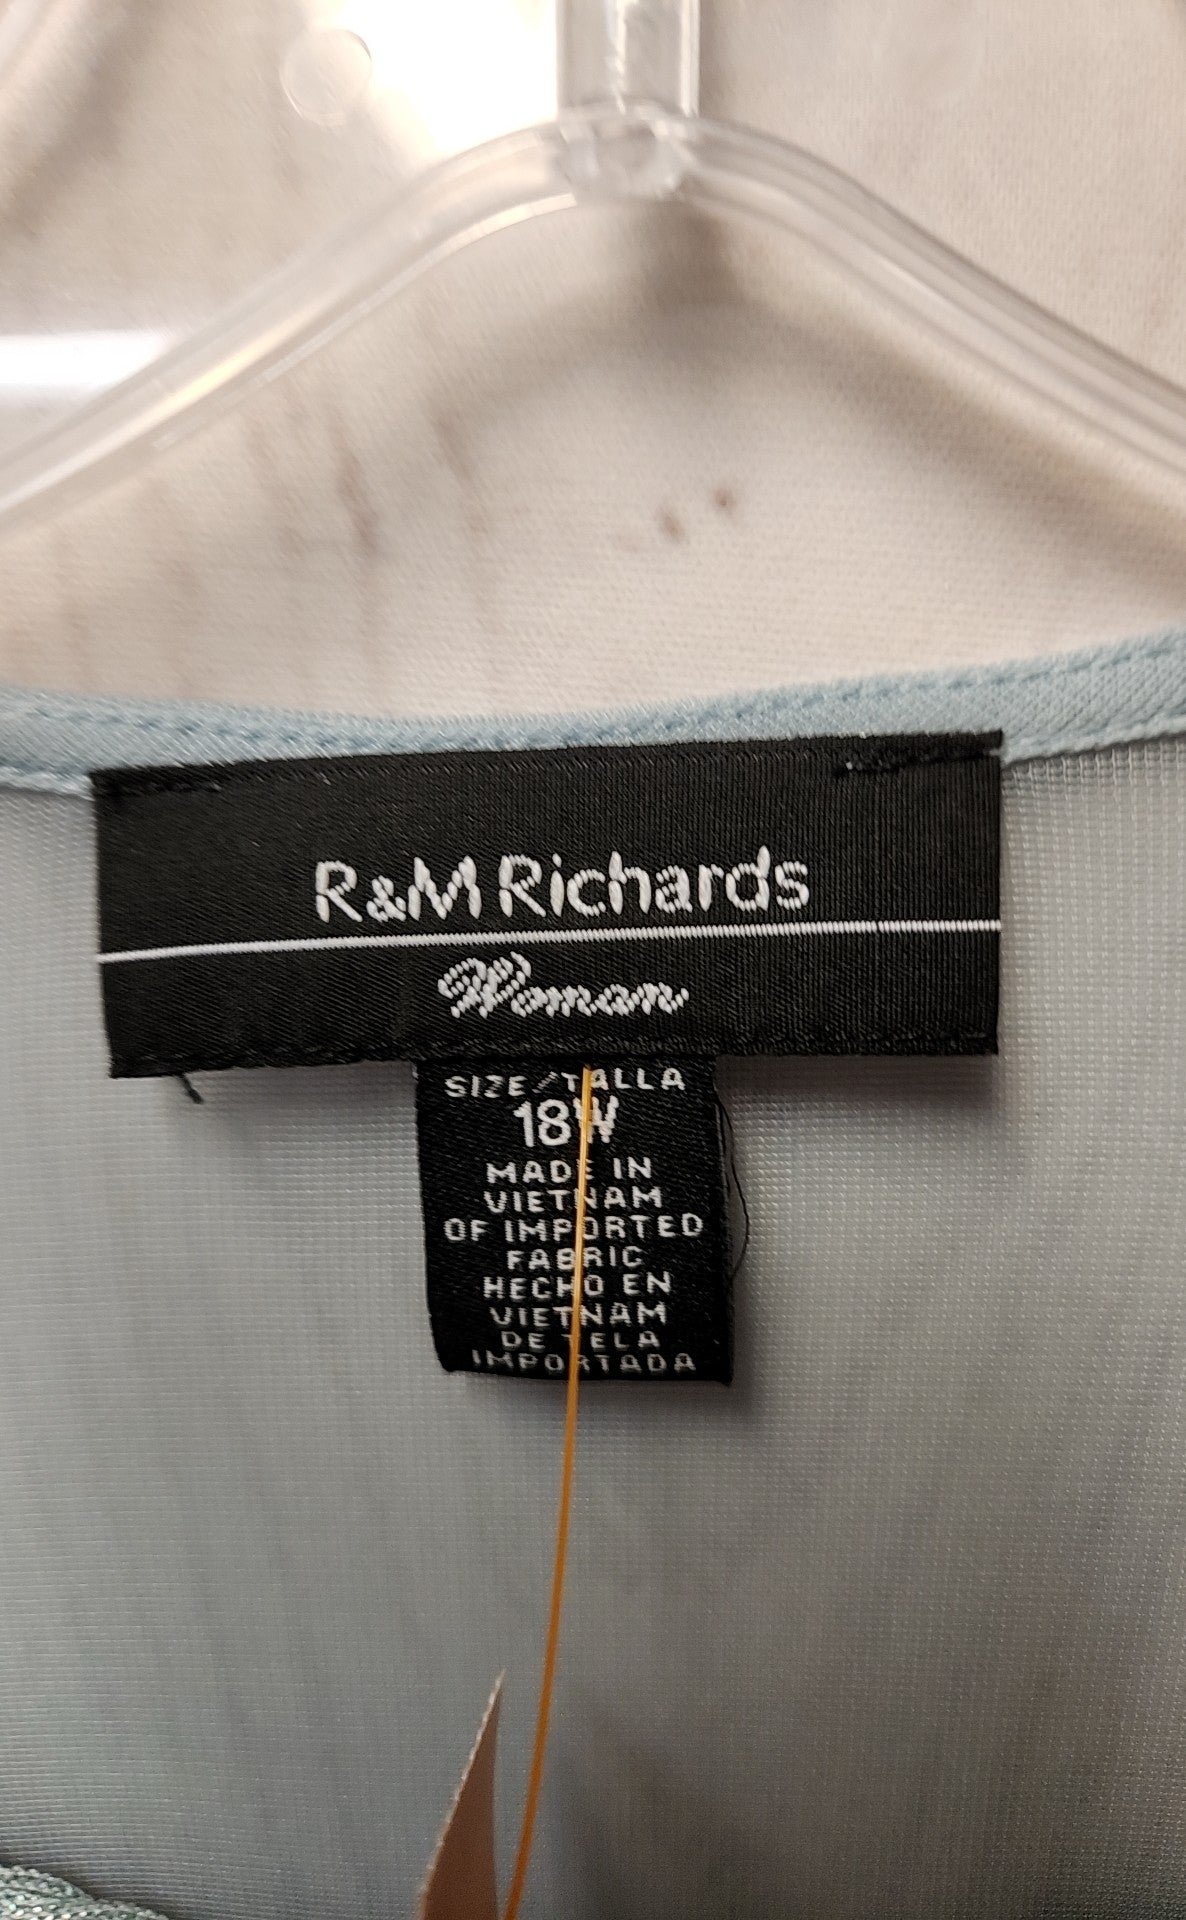 R&M Richards
Woman
SIZE/TALLA
18W
MADE IN
VIETNAM
OF IMPORTED
FABRIC
HECHO EN
VIETNAM
DE TELA
IMPORTADA